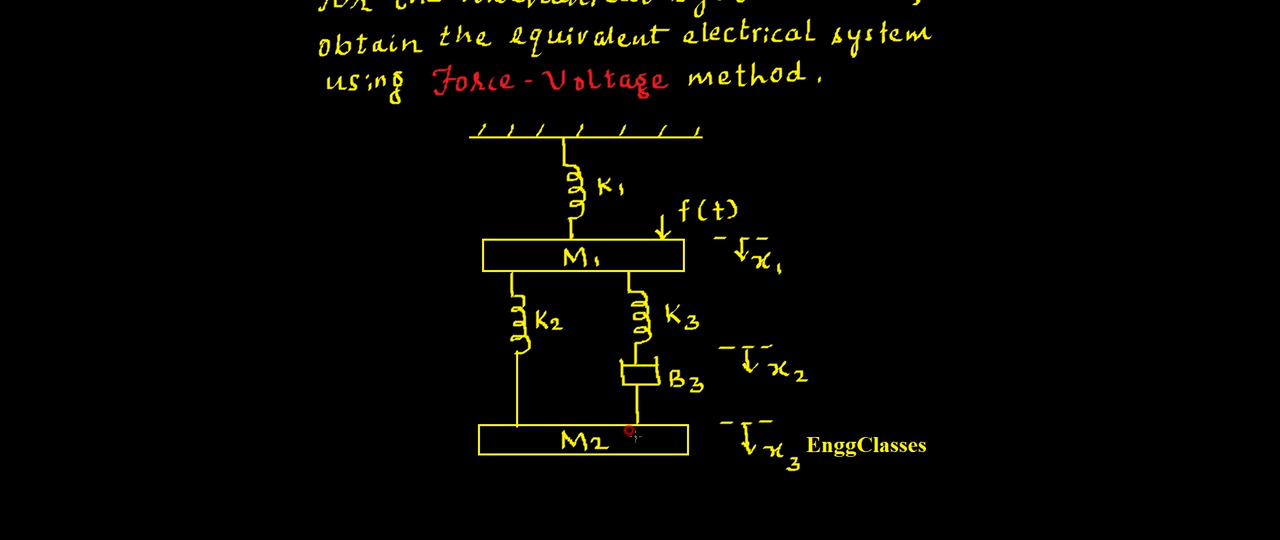 obtain the equivalent electrical system
using Force-Voltage method.
K1
f(t)
M1
x1
K2
K3
B3
x2
M2
x3
EnggClasses